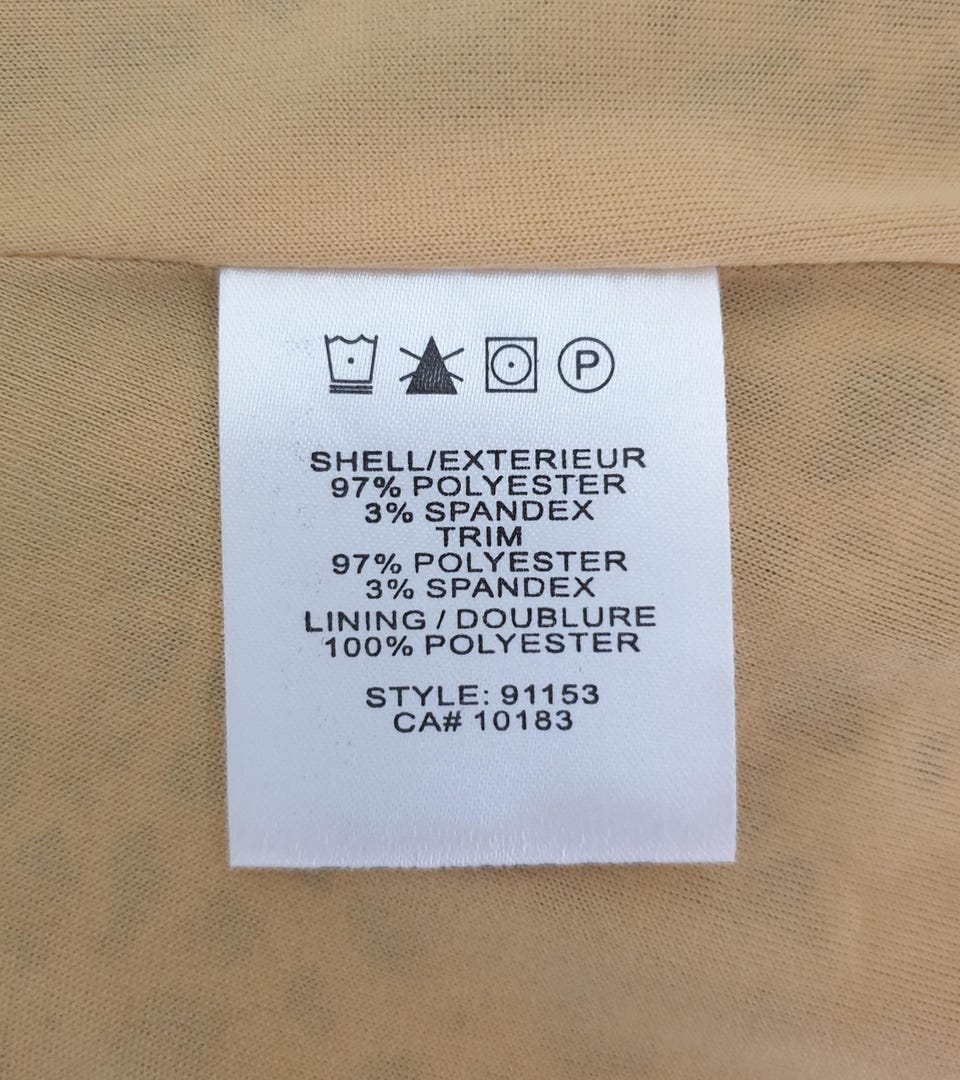 P
SHELL/EXTERIEUR
97% POLYESTER
3% SPANDEX
TRIM
97% POLYESTER
3% SPANDEX
LINING / DOUBLURE
100% POLYESTER
STYLE: 91153
CA# 10183